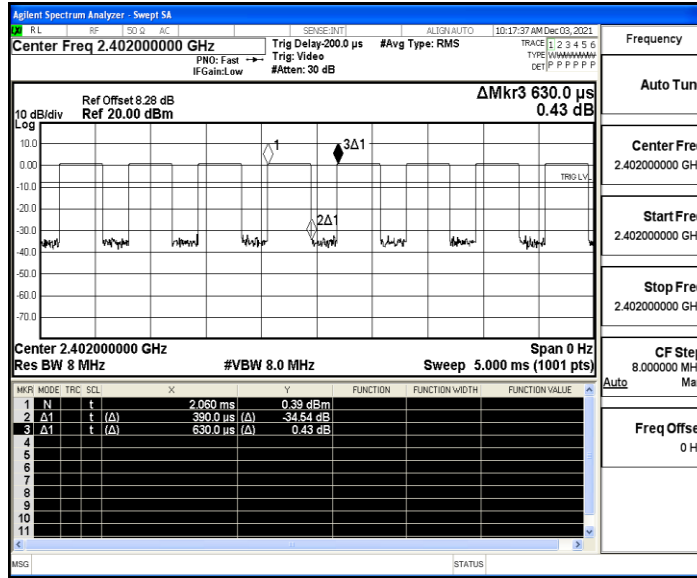 Agilent Spectrum Analyzer - Swept SA
LXI RL RF 50 Ω AC SENSE:INT ALIGN AUTO 10:17:37 AM Dec 03, 2021
Center Freq 2.402000000 GHz
PNO: Fast
IFGain:Low
Trig Delay-200.0 µs
Trig: Video
#Atten: 30 dB
#Avg Type: RMS
TRACE 1 2 3 4 5 6
TYPE WWWWWW
DET P P P P P P
ΔMkr3 630.0 µs
0.43 dB
Ref Offset 8.28 dB
10 dB/div Ref 20.00 dBm
Log
10.0
0.00
-10.0
-20.0
-30.0
-40.0
-50.0
-60.0
-70.0
1
3Δ1
2Δ1
TRIG LVL
Center 2.402000000 GHz Span 0 Hz
Res BW 8 MHz #VBW 8.0 MHz Sweep 5.000 ms (1001 pts)
MKR MODE TRC SCL X Y FUNCTION FUNCTION WIDTH FUNCTION VALUE
1 N t 2.060 ms 0.39 dBm
2 Δ1 t (Δ) 390.0 µs (Δ) -34.54 dB
3 Δ1 t (Δ) 630.0 µs (Δ) 0.43 dB
4
5
6
7
8
9
10
11
MSG STATUS
Frequency
Auto Tun
Center Fre
2.402000000 GH
Start Fre
2.402000000 GH
Stop Fre
2.402000000 GH
CF Step
8.000000 MH
Auto Ma
Freq Offse
0 H